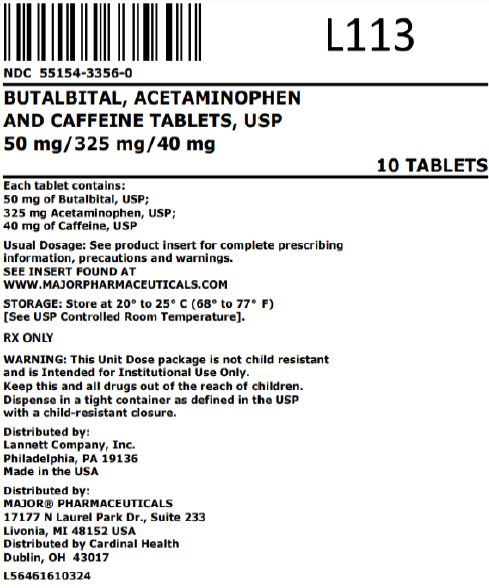 L113
NDC 55154-3356-0
BUTALBITAL, ACETAMINOPHEN
AND CAFFEINE TABLETS, USP
50 mg/325 mg/40 mg
10 TABLETS
Each tablet contains:
50 mg of Butalbital, USP;
325 mg Acetaminophen, USP;
40 mg of Caffeine, USP
Usual Dosage: See product insert for complete prescribing
information, precautions and warnings.
SEE INSERT FOUND AT
WWW.MAJORPHARMACEUTICALS.COM
STORAGE: Store at 20° to 25° C (68° to 77° F)
[See USP Controlled Room Temperature].
RX ONLY
WARNING: This Unit Dose package is not child resistant
and is Intended for Institutional Use Only.
Keep this and all drugs out of the reach of children.
Dispense in a tight container as defined in the USP
with a child-resistant closure.
Distributed by:
Lannett Company, Inc.
Philadelphia, PA 19136
Made in the USA
Distributed by:
MAJOR® PHARMACEUTICALS
17177 N Laurel Park Dr., Suite 233
Livonia, MI 48152 USA
Distributed by Cardinal Health
Dublin, OH 43017
L56461610324